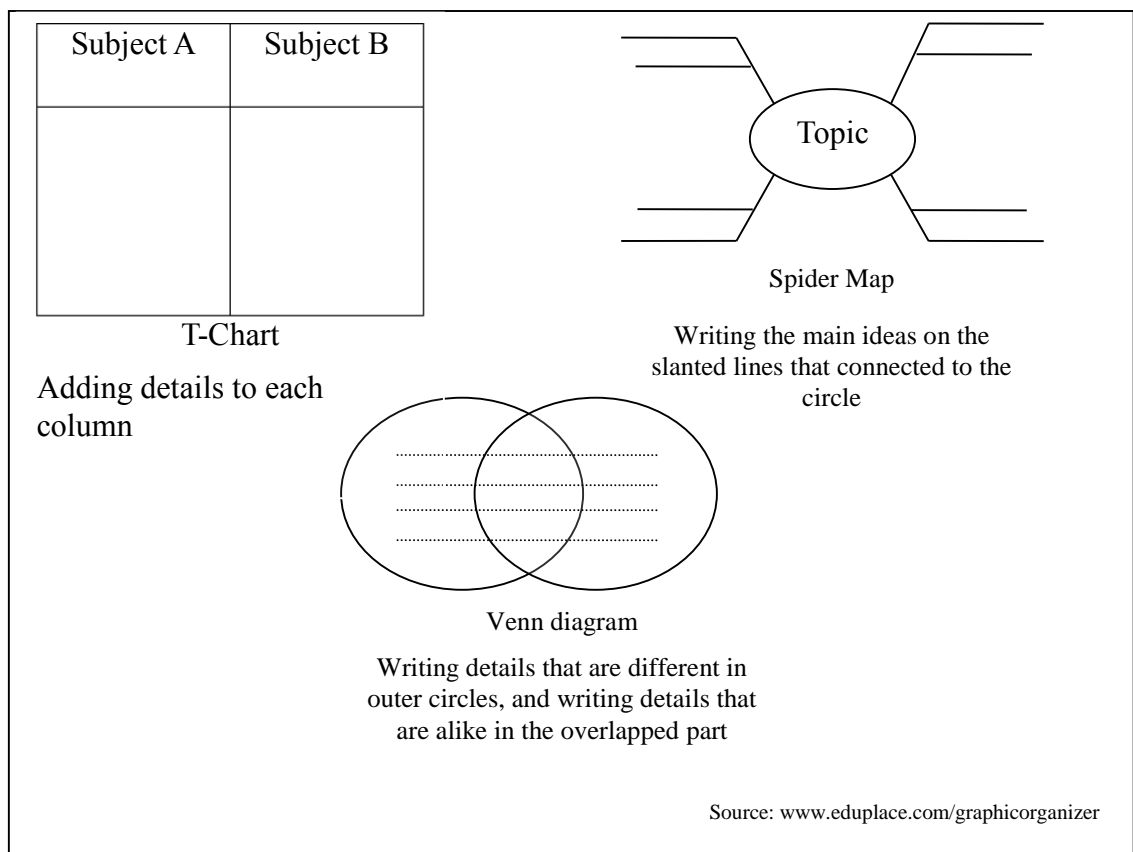 Subject A
Subject B
T-Chart
Adding details to each
column
Topic
Spider Map
Writing the main ideas on the
slanted lines that connected to the
circle
Venn diagram
Writing details that are different in
outer circles, and writing details that
are alike in the overlapped part
Source: www.eduplace.com/graphicorganizer